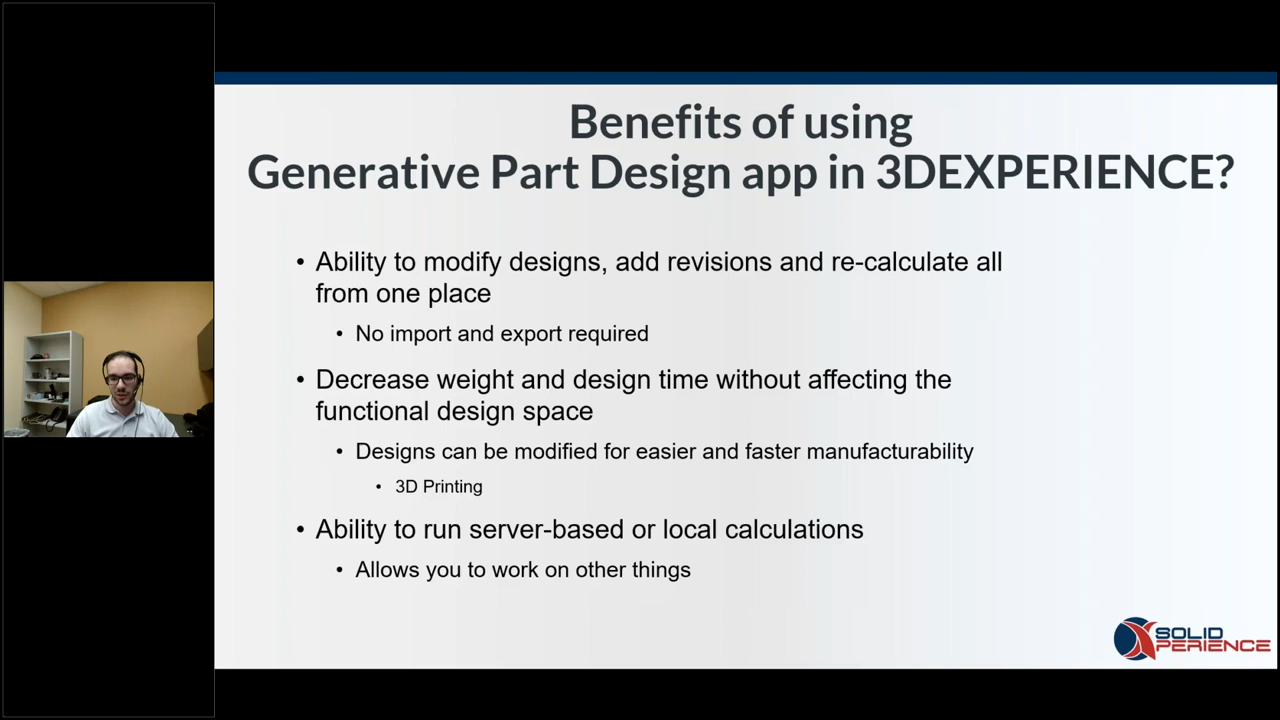 Benefits of using
Generative Part Design app in 3DEXPERIENCE?
• Ability to modify designs, add revisions and re-calculate all
from one place
• No import and export required
• Decrease weight and design time without affecting the
functional design space
• Designs can be modified for easier and faster manufacturability
• 3D Printing
• Ability to run server-based or local calculations
• Allows you to work on other things
SOLID
XPERIENCE